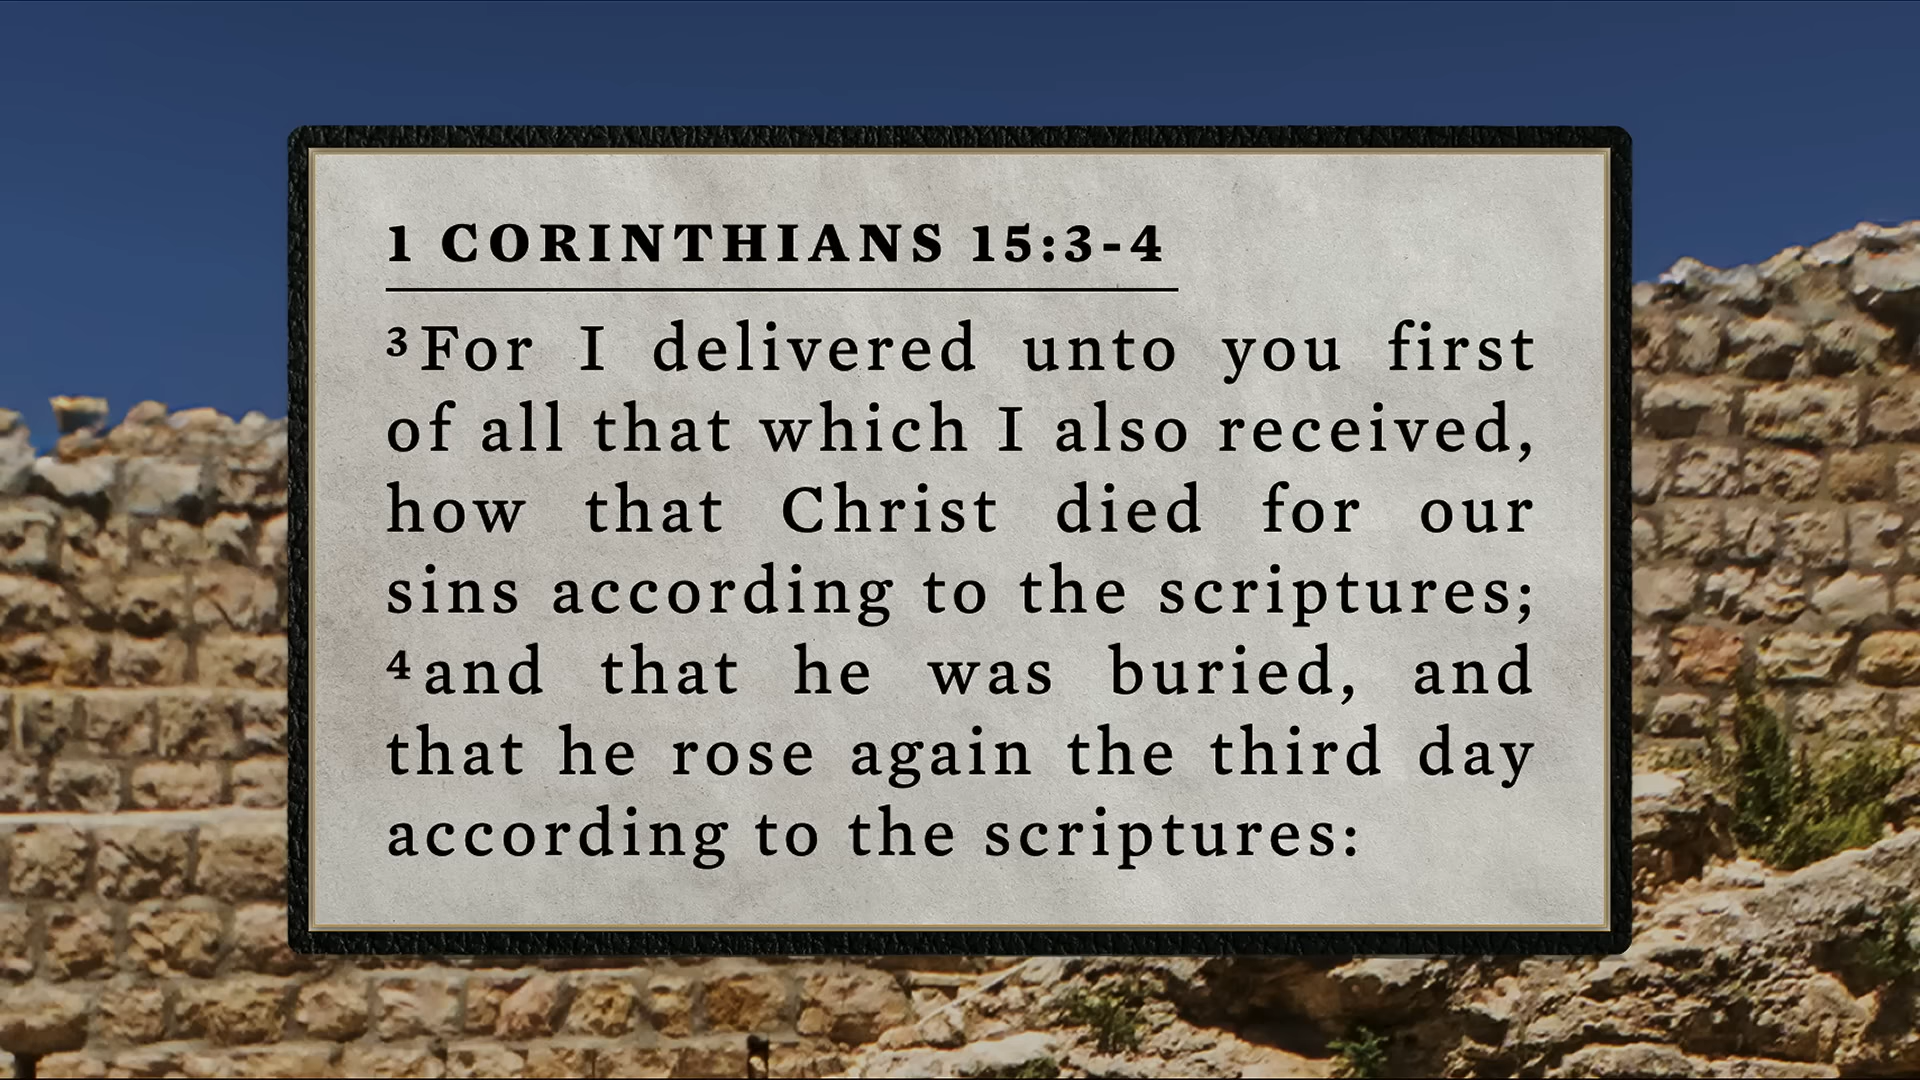 1 CORINTHIANS 15:3-4
³For I delivered unto you first
of all that which I also received,
how that Christ died for our
sins according to the scriptures;
⁴and that he was buried, and
that he rose again the third day
according to the scriptures: